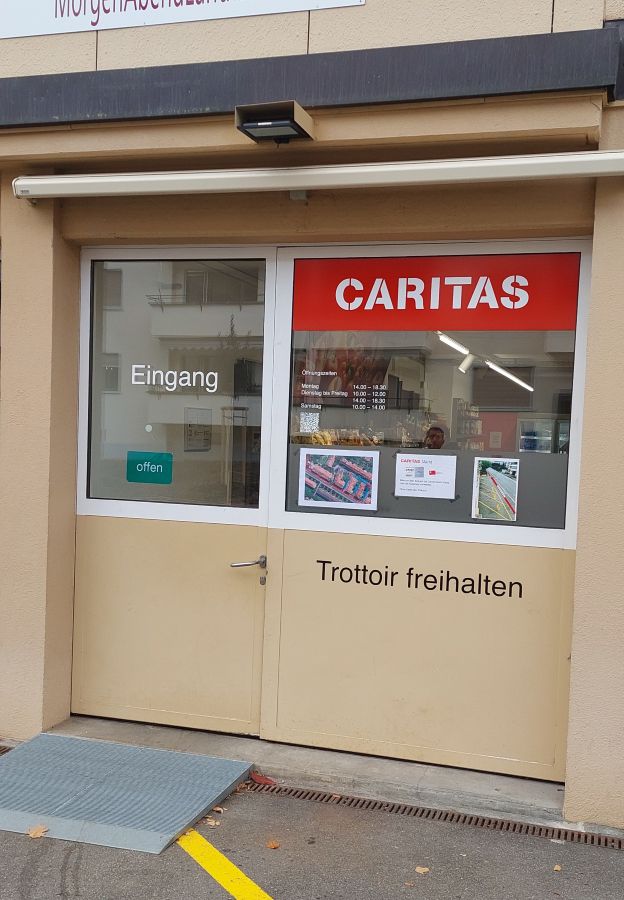 CARITAS
Eingang
offen
Öffnungszeiten
Montag 14.00 – 18.30
Dienstag bis Freitag 10.00 – 12.00
14.00 – 18.30
Samstag 10.00 – 14.00
CARITAS Markt
Trottoir freihalten